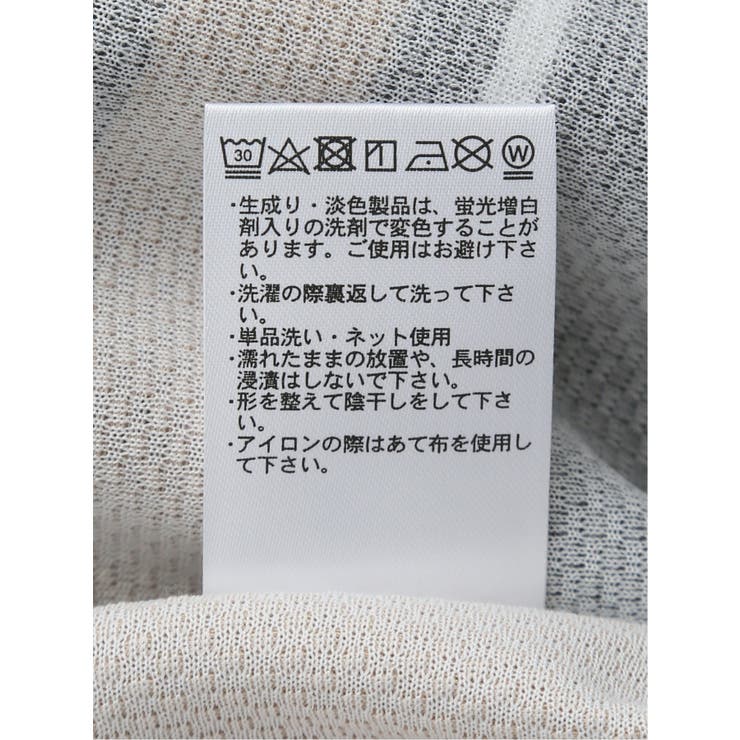 30 W
・生成り・淡色製品は、蛍光増白
剤入りの洗剤で変色することが
あります。ご使用はお避け下さ
い。
・洗濯の際裏返して洗って下さ
い。
・単品洗い・ネット使用
・濡れたままの放置や、長時間の
浸漬はしないで下さい。
・形を整えて陰干しをして下さ
い。
・アイロンの際はあて布を使用し
て下さい。